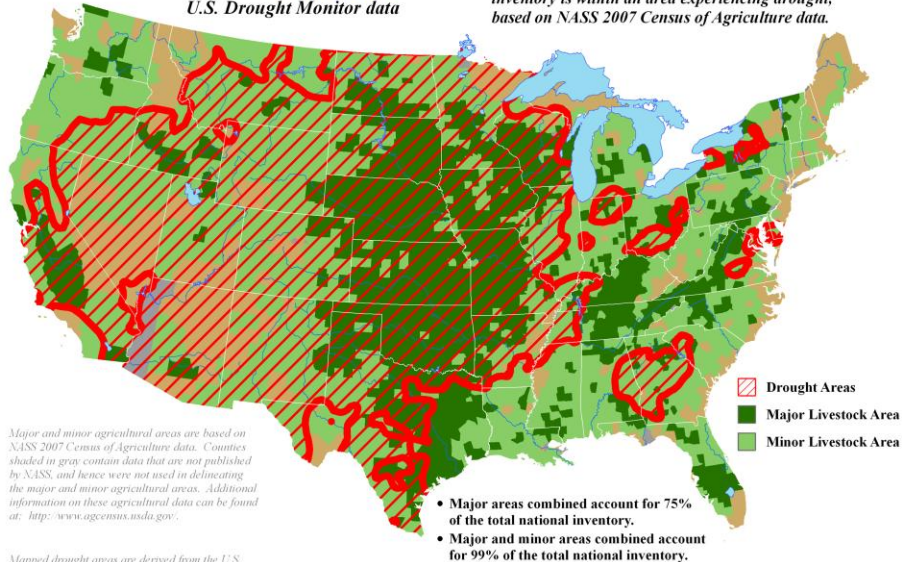 U.S. Drought Monitor data
inventory is within an area experiencing drought,
based on NASS 2007 Census of Agriculture data.
Drought Areas
Major Livestock Area
Minor Livestock Area
Major and minor agricultural areas are based on
NASS 2007 Census of Agriculture data. Counties
shaded in gray contain data that are not published
by NASS, and hence were not used in delineating
the major and minor agricultural areas. Additional
information on these agricultural data can be found
at: http://www.agcensus.usda.gov/.
• Major areas combined account for 75%
of the total national inventory.
• Major and minor areas combined account
for 99% of the total national inventory.
Mapped drought areas are derived from the U.S.